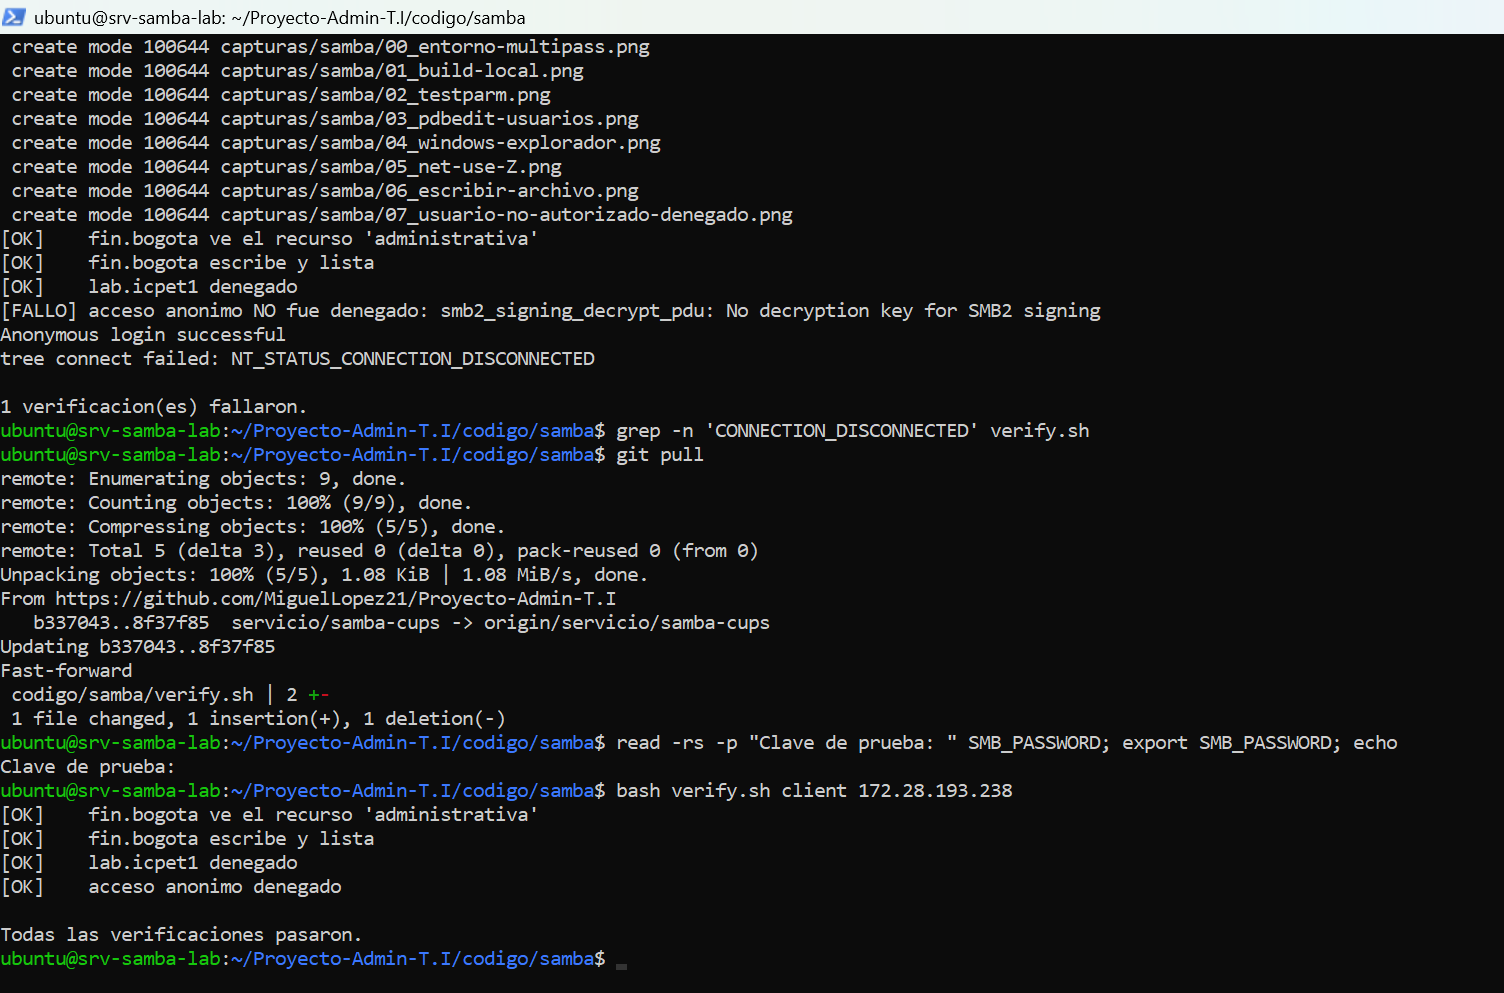 ubuntu@srv-samba-lab: ~/Proyecto-Admin-T.I/codigo/samba
create mode 100644 capturas/samba/00_entorno-multipass.png
create mode 100644 capturas/samba/01_build-local.png
create mode 100644 capturas/samba/02_testparm.png
create mode 100644 capturas/samba/03_pdbedit-usuarios.png
create mode 100644 capturas/samba/04_windows-explorador.png
create mode 100644 capturas/samba/05_net-use-Z.png
create mode 100644 capturas/samba/06_escribir-archivo.png
create mode 100644 capturas/samba/07_usuario-no-autorizado-denegado.png
[OK]    fin.bogota ve el recurso 'administrativa'
[OK]    fin.bogota escribe y lista
[OK]    lab.icpet1 denegado
[FALLO] acceso anonimo NO fue denegado: smb2_signing_decrypt_pdu: No decryption key for SMB2 signing
Anonymous login successful
tree connect failed: NT_STATUS_CONNECTION_DISCONNECTED
1 verificacion(es) fallaron.
ubuntu@srv-samba-lab:~/Proyecto-Admin-T.I/codigo/samba$ grep -n 'CONNECTION_DISCONNECTED' verify.sh
ubuntu@srv-samba-lab:~/Proyecto-Admin-T.I/codigo/samba$ git pull
remote: Enumerating objects: 9, done.
remote: Counting objects: 100% (9/9), done.
remote: Compressing objects: 100% (5/5), done.
remote: Total 5 (delta 3), reused 0 (delta 0), pack-reused 0 (from 0)
Unpacking objects: 100% (5/5), 1.08 KiB | 1.08 MiB/s, done.
From https://github.com/MiguelLopez21/Proyecto-Admin-T.I
   b337043..8f37f85  servicio/samba-cups -> origin/servicio/samba-cups
Updating b337043..8f37f85
Fast-forward
 codigo/samba/verify.sh | 2 +-
 1 file changed, 1 insertion(+), 1 deletion(-)
ubuntu@srv-samba-lab:~/Proyecto-Admin-T.I/codigo/samba$ read -rs -p "Clave de prueba: " SMB_PASSWORD; export SMB_PASSWORD; echo
Clave de prueba:
ubuntu@srv-samba-lab:~/Proyecto-Admin-T.I/codigo/samba$ bash verify.sh client 172.28.193.238
[OK]    fin.bogota ve el recurso 'administrativa'
[OK]    fin.bogota escribe y lista
[OK]    lab.icpet1 denegado
[OK]    acceso anonimo denegado
Todas las verificaciones pasaron.
ubuntu@srv-samba-lab:~/Proyecto-Admin-T.I/codigo/samba$